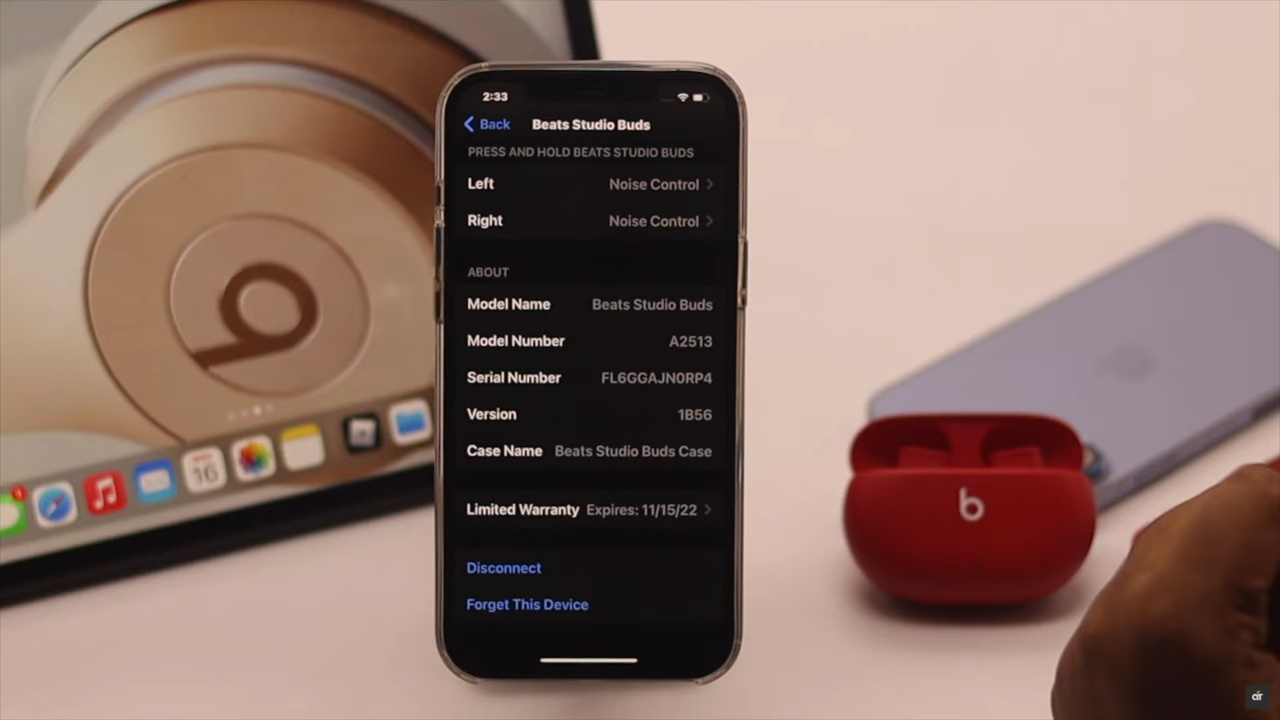 2:33
Back Beats Studio Buds
PRESS AND HOLD BEATS STUDIO BUDS
Left Noise Control
Right Noise Control
ABOUT
Model Name Beats Studio Buds
Model Number A2513
Serial Number FL6GGAJN0RP4
Version 1B56
Case Name Beats Studio Buds Case
Limited Warranty Expires: 11/15/22
Disconnect
Forget This Device
b
b
16
1